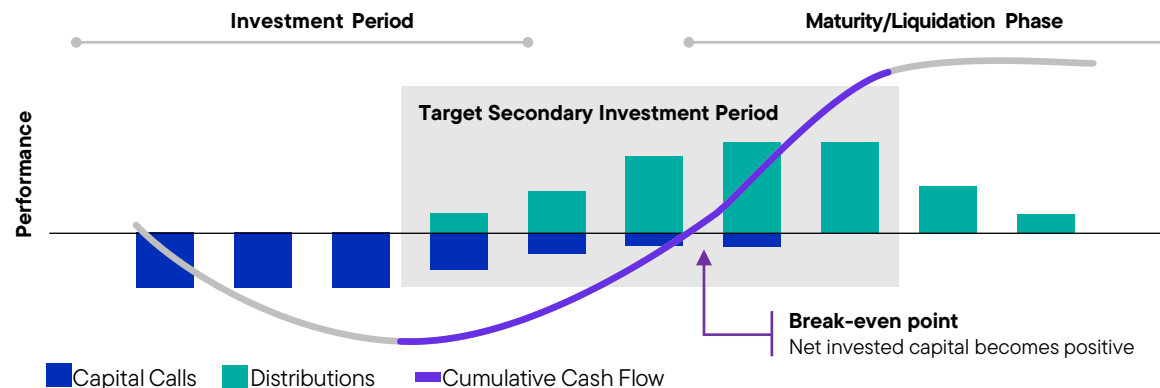 Investment Period
Maturity/Liquidation Phase
Target Secondary Investment Period
Performance
Break-even point
Net invested capital becomes positive
Capital Calls
Distributions
Cumulative Cash Flow